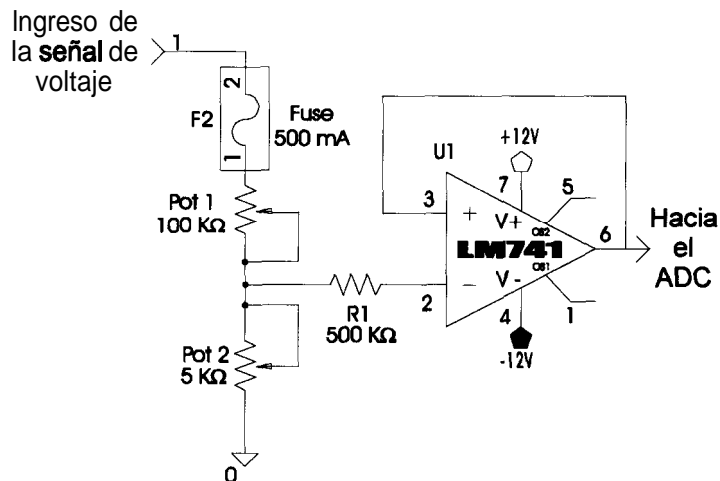 Ingreso de
la señal de
voltaje
1
2
F2
Fuse
500 mA
1
Pot 1
100 KΩ
U1
+12V
3
7
5
+
V+
OS2
6
LM741
Hacia
el
ADC
OS1
−
V-
2
R1
500 KΩ
4
1
-12V
Pot 2
5 KΩ
0